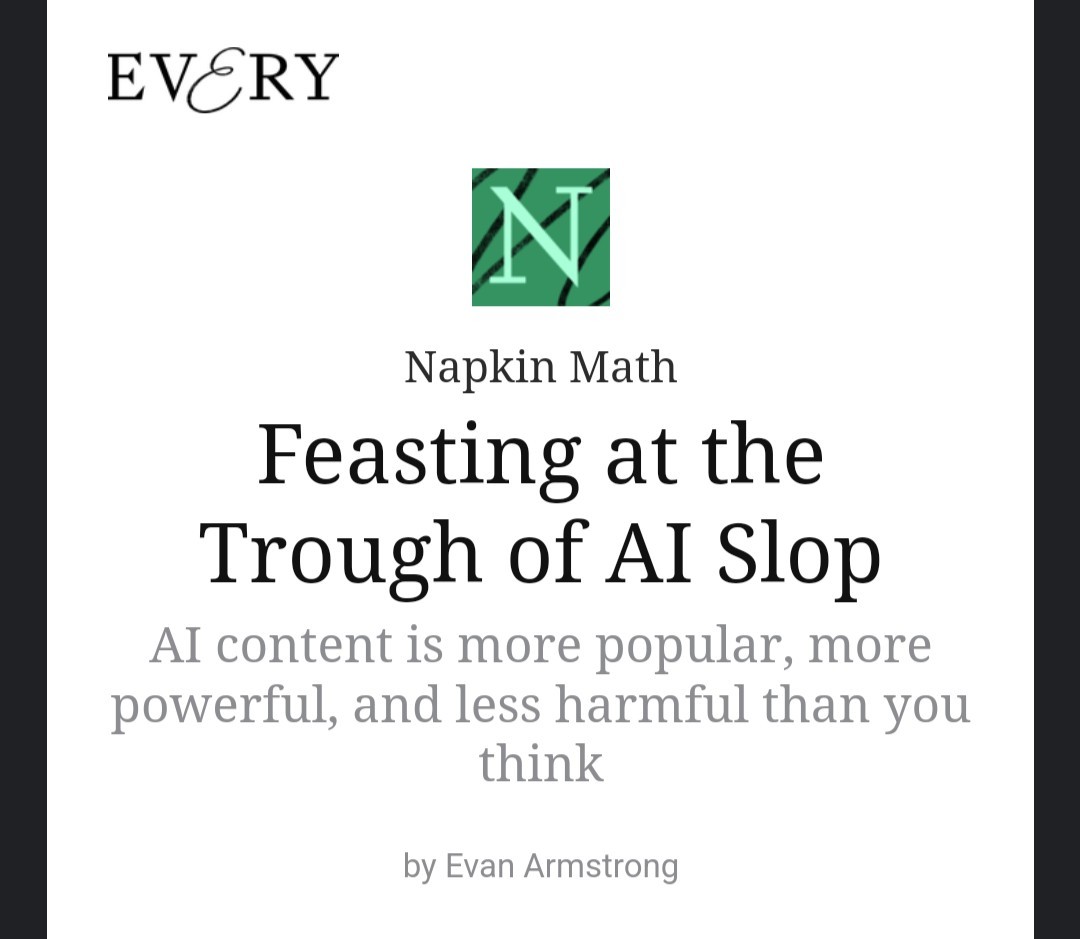 EVERY
N
Napkin Math
Feasting at the
Trough of AI Slop
AI content is more popular, more
powerful, and less harmful than you
think
by Evan Armstrong